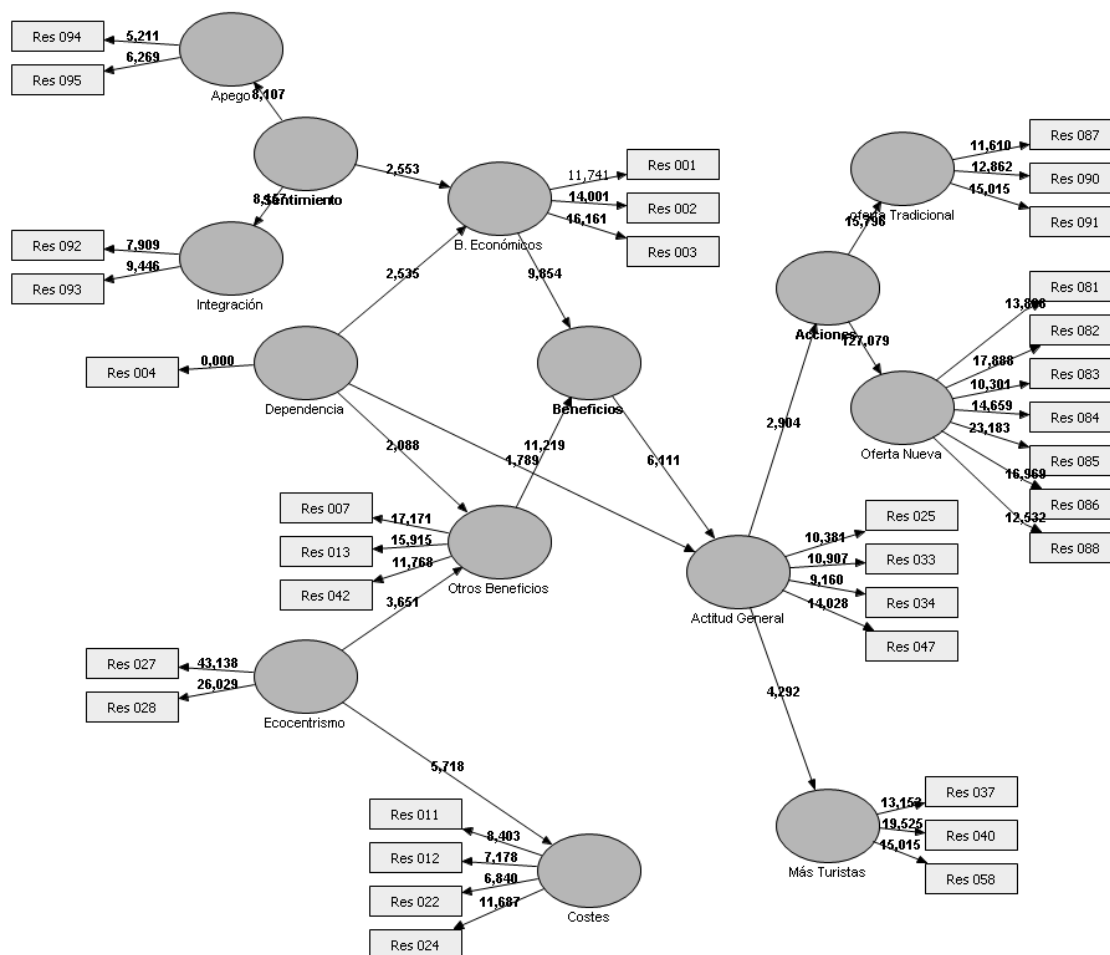 Res 094
5,211
Res 095
6,269
Apego
8,107
Sentimiento
2,553
8,157
Res 092
7,909
Res 093
9,446
Integración
11,741
Res 001
14,001
Res 002
16,161
Res 003
B. Económicos
2,535
9,854
Res 004
0,000
Dependencia
Beneficios
2,088
11,219
6,111
Res 007
17,171
Res 013
15,915
Res 042
11,768
Otros Beneficios
3,651
Res 027
43,138
Res 028
26,029
Ecocentrismo
5,718
Res 011
8,403
Res 012
7,178
Res 022
6,840
Res 024
11,687
Costes
11,610
Res 087
12,862
Res 090
15,015
Res 091
oferta Tradicional
15,796
Acciones
127,079
Res 081
17,888
Res 082
10,301
Res 083
14,659
Res 084
23,183
Res 085
16,969
Res 086
12,532
Res 088
Oferta Nueva
2,904
10,381
Res 025
10,907
Res 033
9,160
Res 034
14,028
Res 047
Actitud General
4,292
13,153
Res 037
19,525
Res 040
15,015
Res 058
Más Turistas